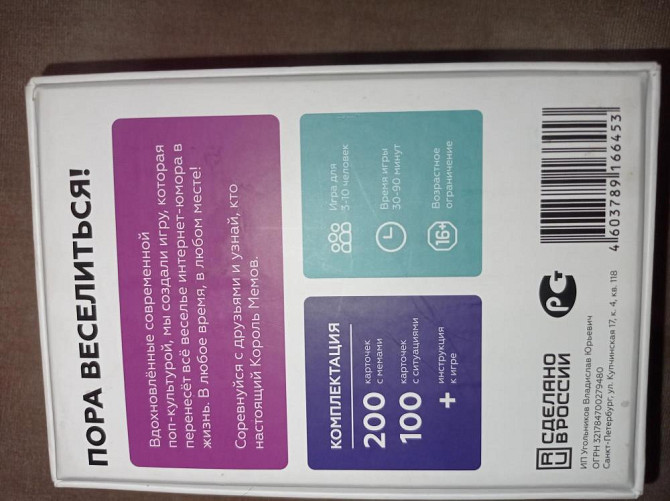 ПОРА ВЕСЕЛИТЬСЯ!
Вдохновлённые современной
поп-культурой, мы создали игру, которая
перенесёт всё веселье интернет-юмора в
жизнь. В любое время, в любом месте!
Соревнуйся с друзьями и узнай, кто
настоящий Король Мемов.
КОМПЛЕКТАЦИЯ
200 карточек
с мемами
100 карточек
с ситуациями
+ инструкция
к игре
Игра для
3-10 человек
Время игры
30-90 минут
16+ Возрастное
ограничение
СДЕЛАНО
В РОССИИ
РСТ
4603789166453
ИП Угольников Владислав Юрьевич
ОГРН 321784700279480
Санкт-Петербург, ул. Купчинская 17, к. 4, кв. 118